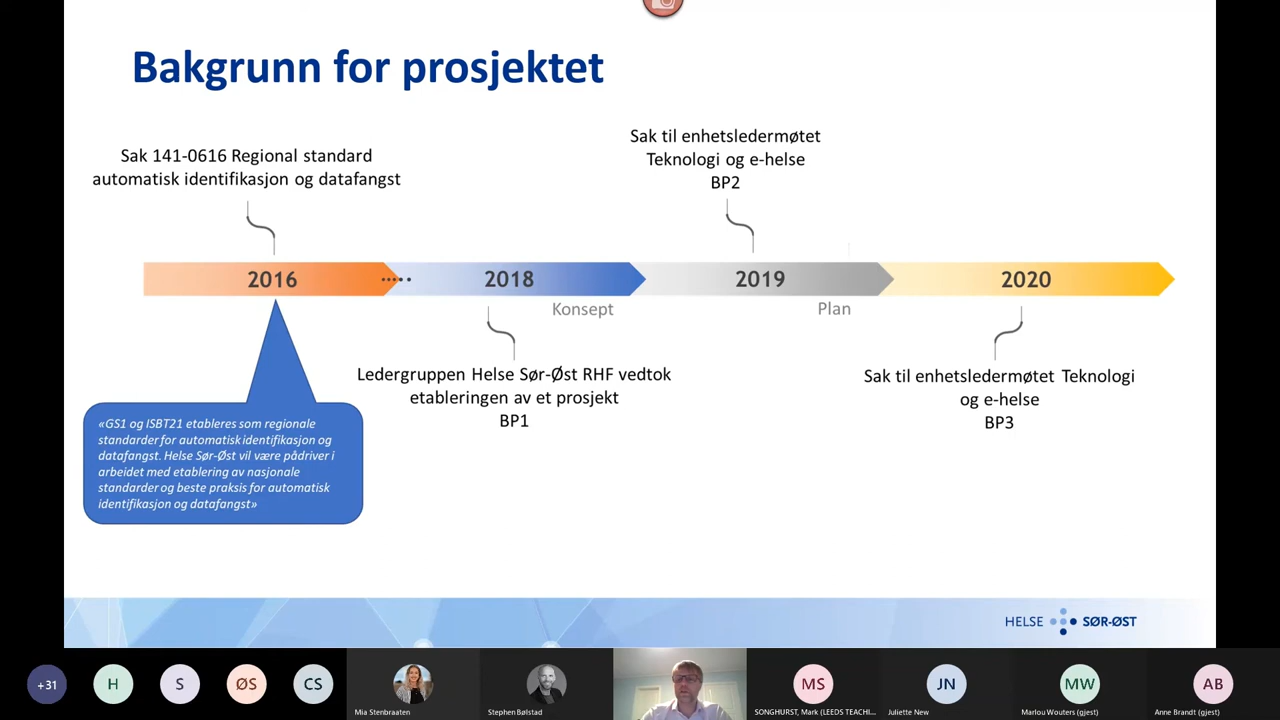 Bakgrunn for prosjektet
Sak 141-0616 Regional standard
automatisk identifikasjon og datafangst
Sak til enhetsledermøtet
Teknologi og e-helse
BP2
2016
2018
2019
2020
Konsept
Plan
Ledergruppen Helse Sør-Øst RHF vedtok
etableringen av et prosjekt
BP1
Sak til enhetsledermøtet Teknologi
og e-helse
BP3
«GS1 og ISBT21 etableres som regionale
standarder for automatisk identifikasjon og
datafangst. Helse Sør-Øst vil være pådriver i
arbeidet med etablering av nasjonale
standarder og beste praksis for automatisk
identifikasjon og datafangst»
HELSE SØR-ØST
+31
H
S
ØS
CS
Mia Stenbraaten
Stephen Bølstad
MS
SONGHURST, Mark (LEEDS TEACHI...
JN
Juliette New
MW
Marlou Wouters (gjest)
AB
Anne Brandt (gjest)